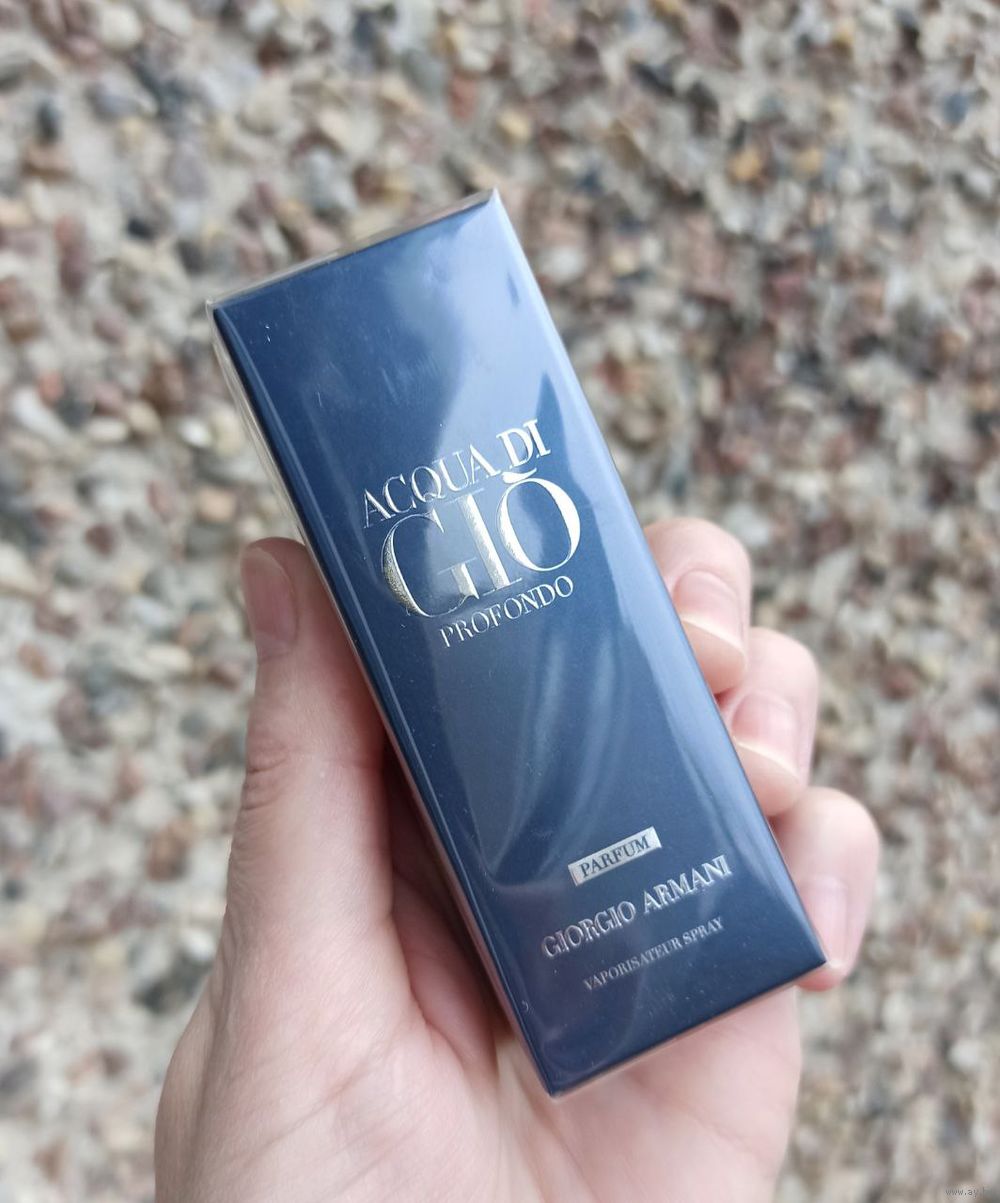 ACQUA DI
GIÒ
PROFONDO
PARFUM
GIORGIO ARMANI
VAPORISATEUR SPRAY